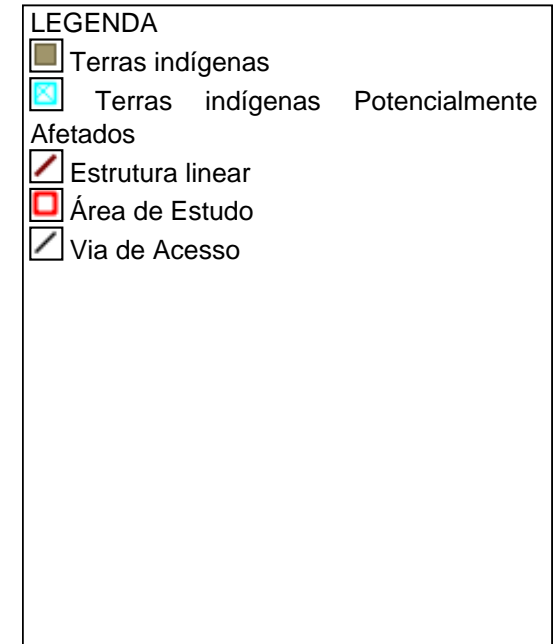 LEGENDA
Terras indígenas
Terras indígenas Potencialmente
Afetados
Estrutura linear
Área de Estudo
Via de Acesso